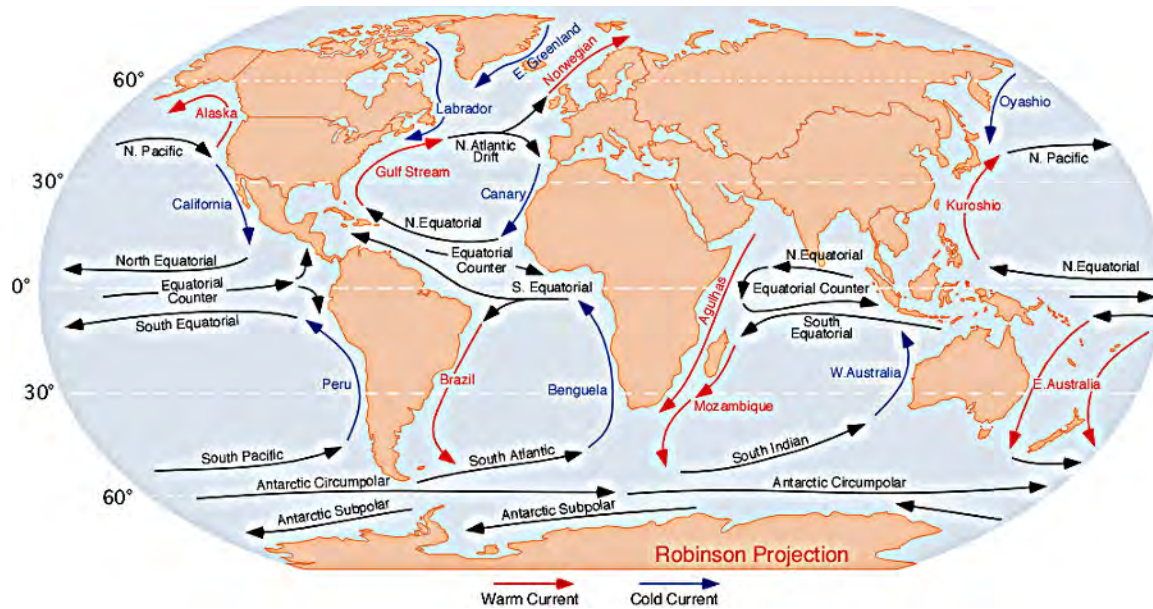 E. Greenland
Norwegian
60°
Oyashio
Alaska
Labrador
N. Pacific
N. Atlantic
Drift
N. Pacific
Gulf Stream
30°
Canary
California
Kuroshio
N.Equatorial
N.Equatorial
North Equatorial
Equatorial
Counter
N.Equatorial
0°
Equatorial
Counter
S. Equatorial
Equatorial Counter
0°
South Equatorial
Agulhas
South
Equatorial
Peru
Brazil
Benguela
W.Australia
E.Australia
30°
Mozambique
South Pacific
South Atlantic
South Indian
Antarctic Circumpolar
Antarctic Circumpolar
60°
Antarctic Subpolar
Antarctic Subpolar
Robinson Projection
Warm Current
Cold Current